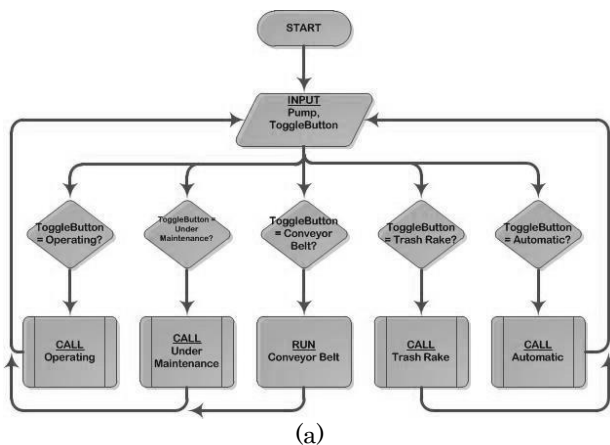 START
INPUT
Pump,
ToggleButton
ToggleButton
= Operating?
ToggleButton =
Under
Maintenance?
ToggleButton
= Conveyor
Belt?
ToggleButton
= Trash Rake?
ToggleButton
= Automatic?
CALL
Operating
CALL
Under
Maintenance
RUN
Conveyor Belt
CALL
Trash Rake
CALL
Automatic
(a)